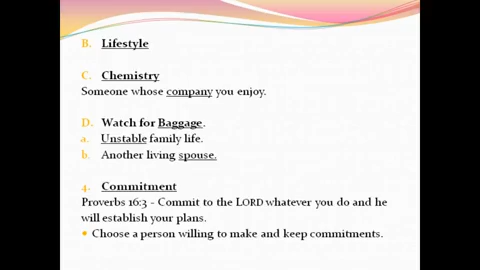 B. Lifestyle
C. Chemistry
Someone whose company you enjoy.
D. Watch for Baggage.
a. Unstable family life.
b. Another living spouse.
4. Commitment
Proverbs 16:3 - Commit to the LORD whatever you do and he
will establish your plans.
• Choose a person willing to make and keep commitments.